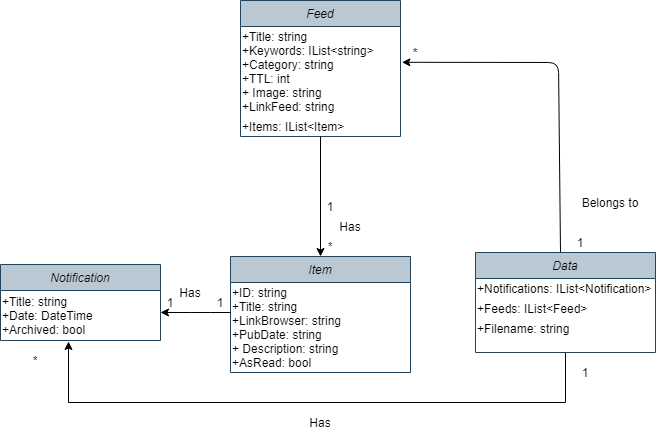 Feed
+Title: string
+Keywords: IList<string>
+Category: string
+TTL: int
+ Image: string
+LinkFeed: string
+Items: IList<Item>
*
Belongs to
1
1
Has
*
Notification
+Title: string
+Date: DateTime
+Archived: bool
Has
1
1
Item
+ID: string
+Title: string
+LinkBrowser: string
+PubDate: string
+ Description: string
+AsRead: bool
Data
+Notifications: IList<Notification>
+Feeds: IList<Feed>
+Filename: string
*
1
Has